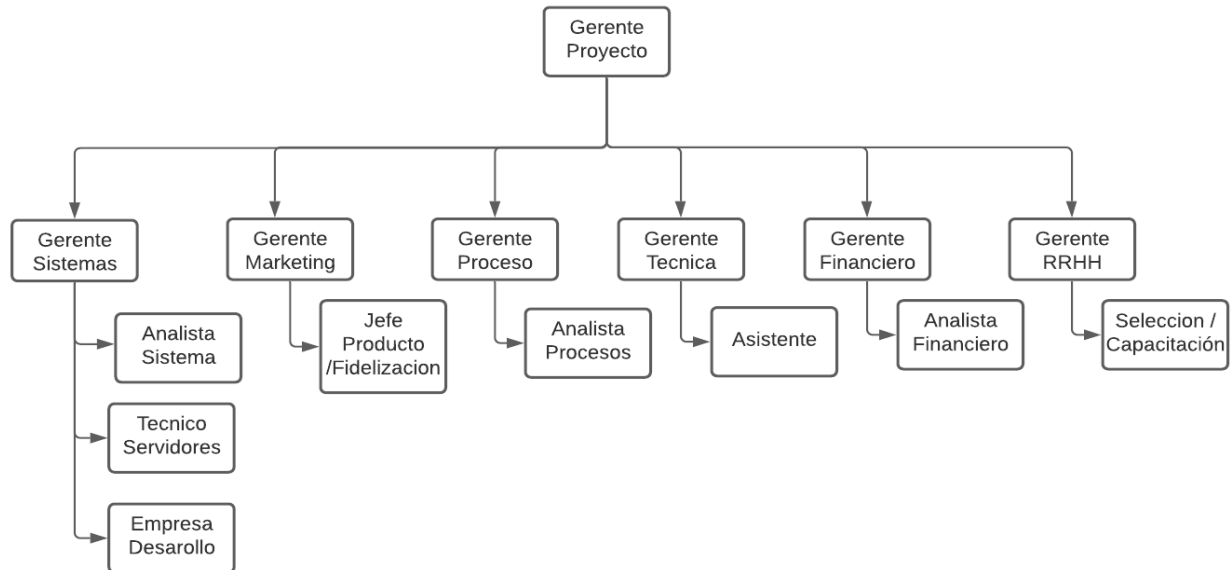 Gerente
Proyecto
Gerente
Sistemas
Gerente
Marketing
Gerente
Proceso
Gerente
Tecnica
Gerente
Financiero
Gerente
RRHH
Analista
Sistema
Jefe
Producto
/Fidelizacion
Analista
Procesos
Asistente
Analista
Financiero
Seleccion /
Capacitación
Tecnico
Servidores
Empresa
Desarollo